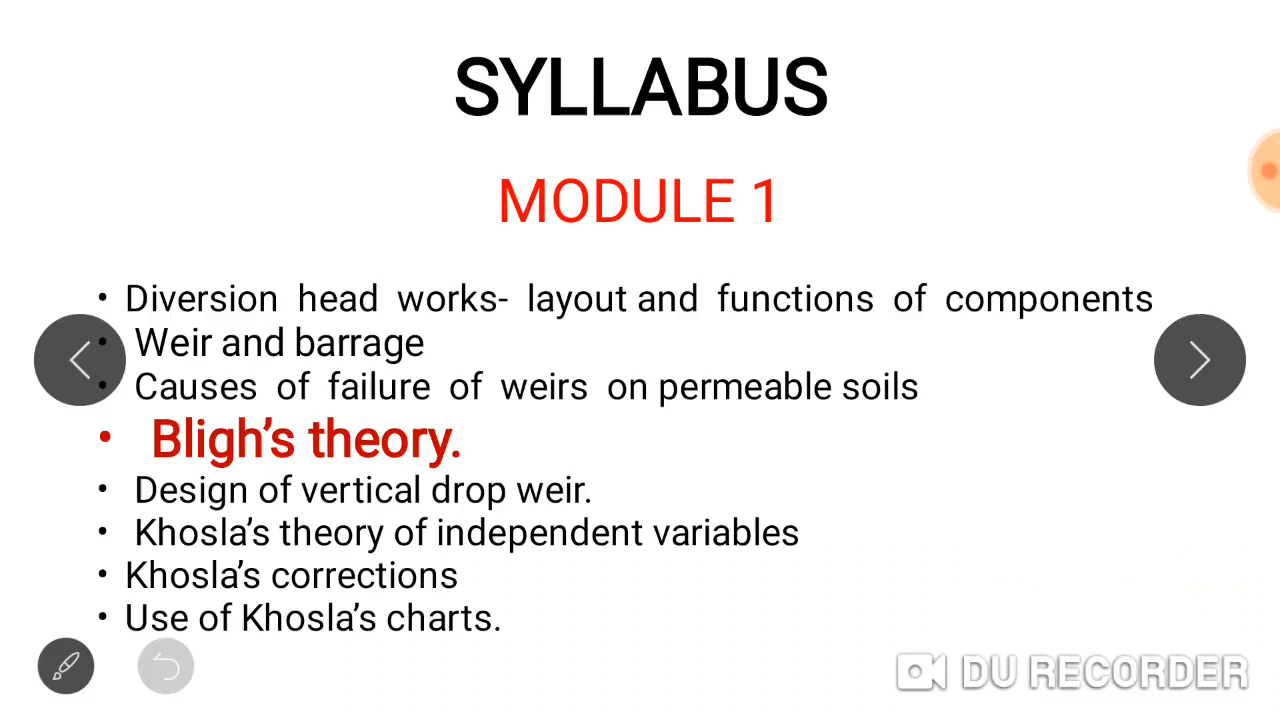 SYLLABUS
MODULE 1
• Diversion head works- layout and functions of components
• Weir and barrage
• Causes of failure of weirs on permeable soils
• Bligh’s theory.
• Design of vertical drop weir.
• Khosla’s theory of independent variables
• Khosla’s corrections
• Use of Khosla’s charts.
DU RECORDER